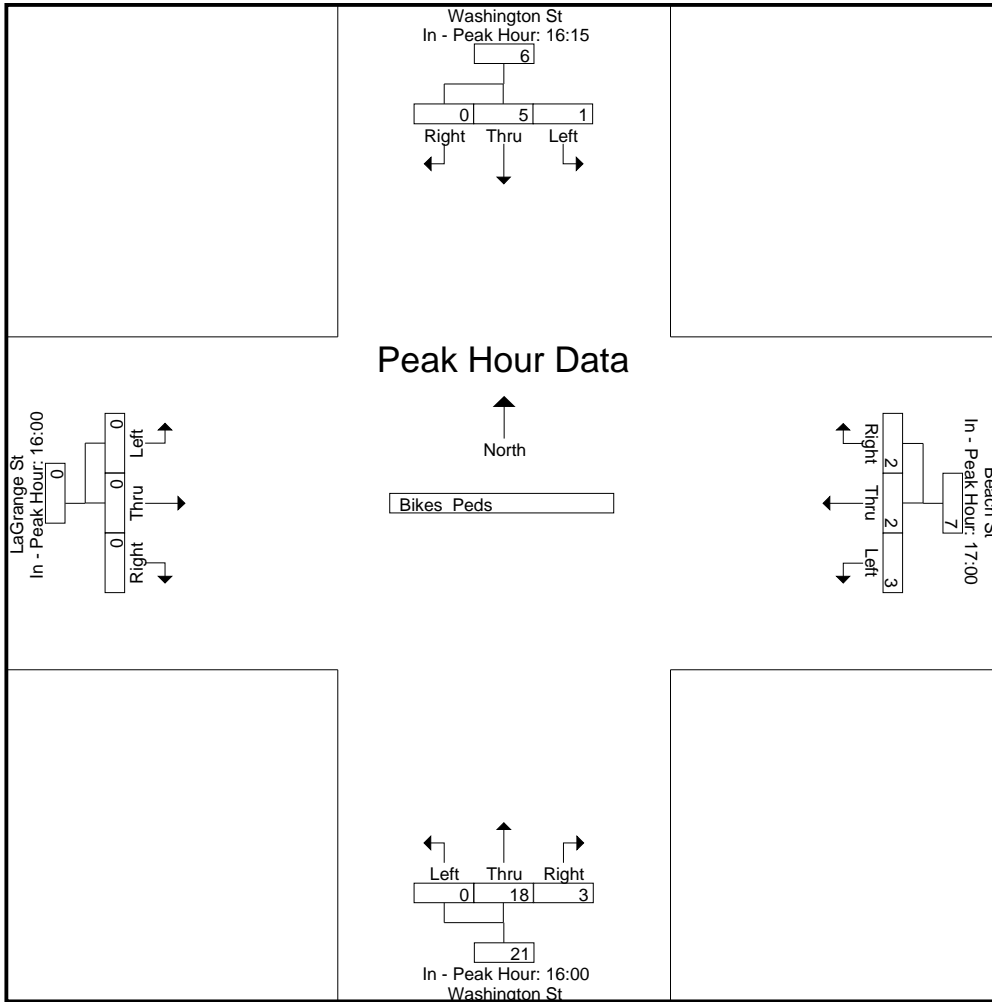 Washington St
In - Peak Hour: 16:15
6
0 5 1
Right Thru Left
Peak Hour Data
North
Bikes Peds
LaGrange St
In - Peak Hour: 16:00
0
0 0 0
Left Thru Right
Beach St
In - Peak Hour: 17:00
7
2 2 3
Right Thru Left
Left Thru Right
0 18 3
21
In - Peak Hour: 16:00
Washington St